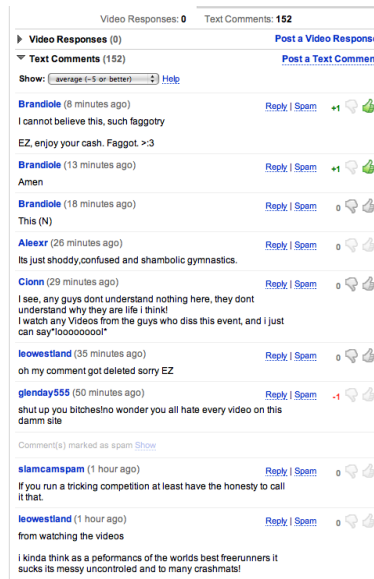 Video Responses: 0 Text Comments: 152
Video Responses (0) Post a Video Respons
Text Comments (152) Post a Text Commen
Show: average (-5 or better) Help
Brandiole (8 minutes ago) Reply | Spam +1
I cannot believe this, such faggotry
EZ, enjoy your cash. Faggot. >:3
Brandiole (13 minutes ago) Reply | Spam +1
Amen
Brandiole (18 minutes ago) Reply | Spam 0
This (N)
Aleexr (26 minutes ago) Reply | Spam 0
Its just shoddy,confused and shambolic gymnastics.
Cionn (29 minutes ago) Reply | Spam 0
I see, any guys dont understand nothing here, they dont
understand why they are life i think!
I watch any Videos from the guys who diss this event, and i just
can say*looooooool*
leowestland (35 minutes ago) Reply | Spam 0
oh my comment got deleted sorry EZ
glenday555 (50 minutes ago) Reply | Spam -1
shut up you bitches!no wonder you all hate every video on this
damm site
Comment(s) marked as spam Show
slamcamspam (1 hour ago) Reply | Spam 0
If you run a tricking competition at least have the honesty to call
it that.
leowestland (1 hour ago) Reply | Spam 0
from watching the videos
i kinda think as a peformancs of the worlds best freerunners it
sucks its messy uncontroled and to many crashmats!